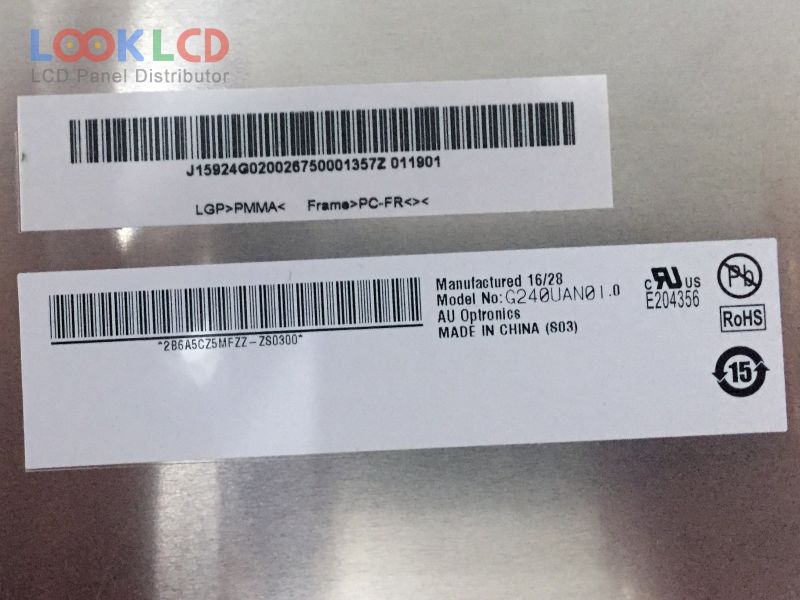 LOOKLCD
LCD Panel Distributor
J15924G020026750001357Z 011901
LGP>PMMA< Frame>PC-FR<><
Manufactured 16/28
Model No: G240UAN01.0
AU Optronics
MADE IN CHINA (S03)
*2B6A5CZ5MFZZ-ZS0300*
c RU US
E204356
Pb
RoHS
15